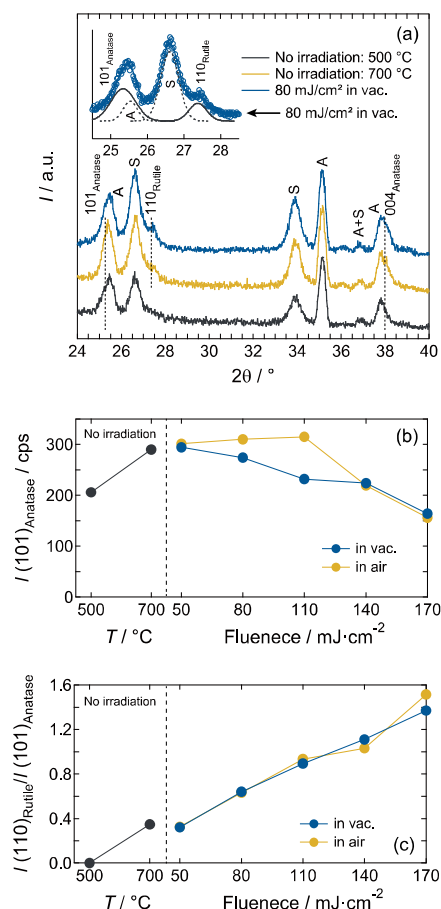 (a)
No irradiation: 500 °C
No irradiation: 700 °C
80 mJ/cm² in vac.
80 mJ/cm² in vac.
101Anatase
A
S
110Rutile
25 26 27 28
I / a.u.
101Anatase
A
S
110Rutile
S
A
A+S
A
004Anatase
24 26 28 30 32 34 36 38 40
2θ / °
(b)
No irradiation
I (101)Anatase / cps
300
200
100
0
in vac.
in air
500 700 50 80 110 140 170
T / °C
Fluenece / mJ·cm-2
I (110)Rutile/I (101)Anatase
No irradiation
1.6
1.2
0.8
0.4
0.0
in vac.
in air
(c)
500 700 50 80 110 140 170
T / °C
Fluenece / mJ·cm-2